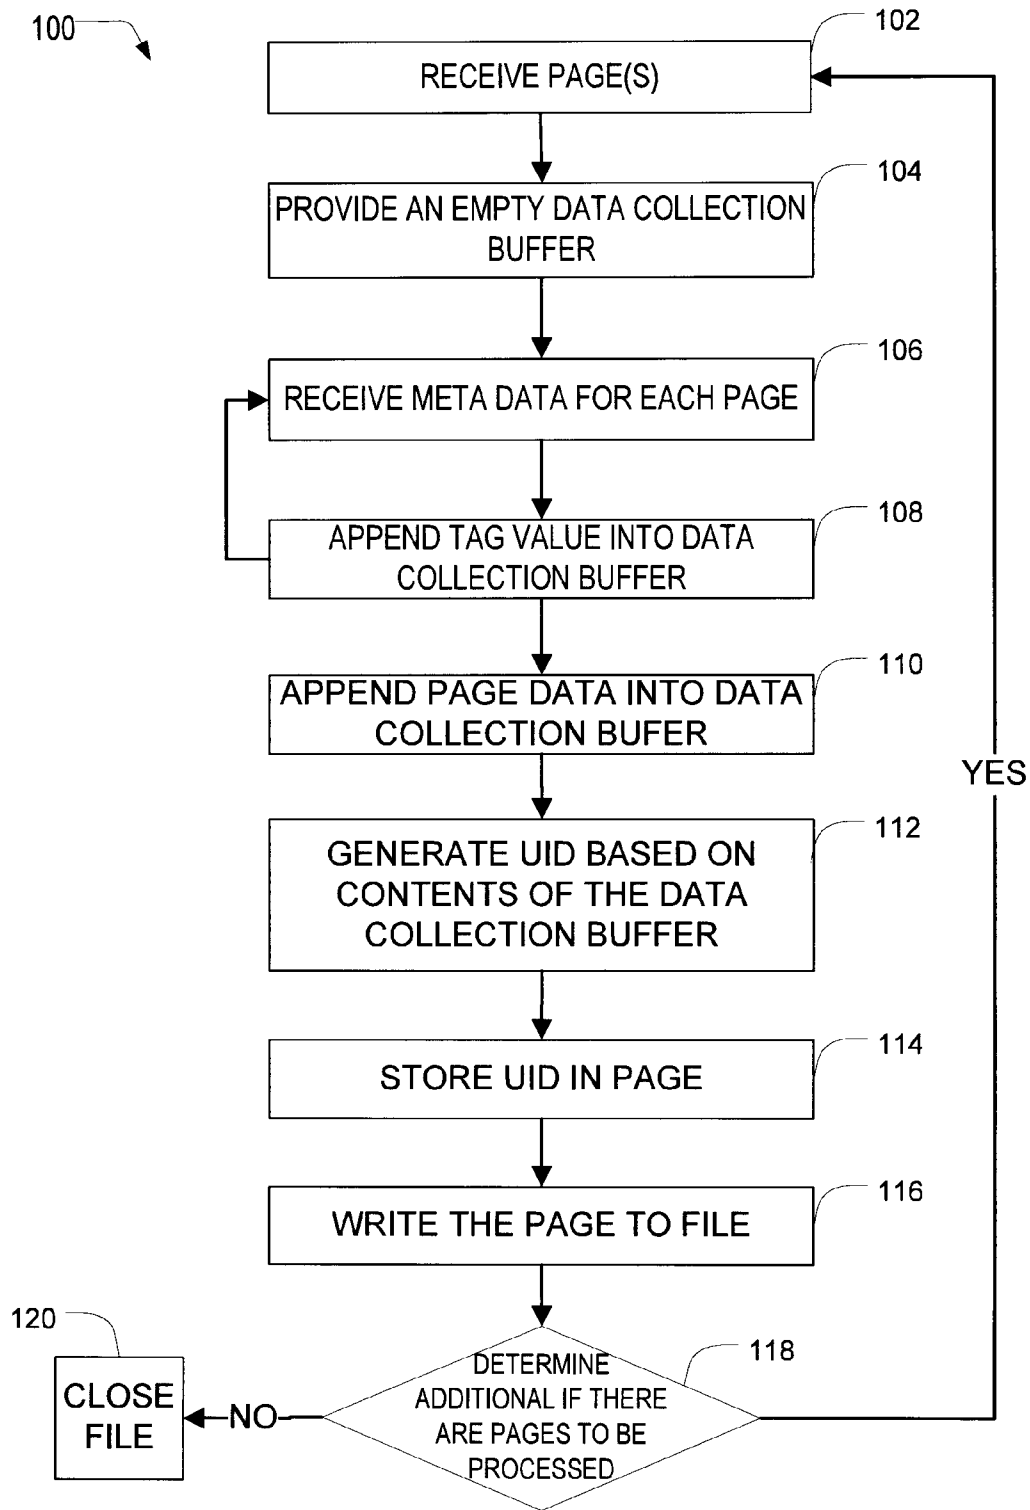 100
102
RECEIVE PAGE(S)
104
PROVIDE AN EMPTY DATA COLLECTION
BUFFER
106
RECEIVE META DATA FOR EACH PAGE
108
APPEND TAG VALUE INTO DATA
COLLECTION BUFFER
110
APPEND PAGE DATA INTO DATA
COLLECTION BUFER
YES
112
GENERATE UID BASED ON
CONTENTS OF THE DATA
COLLECTION BUFFER
114
STORE UID IN PAGE
116
WRITE THE PAGE TO FILE
120
118
DETERMINE
ADDITIONAL IF THERE
ARE PAGES TO BE
PROCESSED
NO
CLOSE
FILE